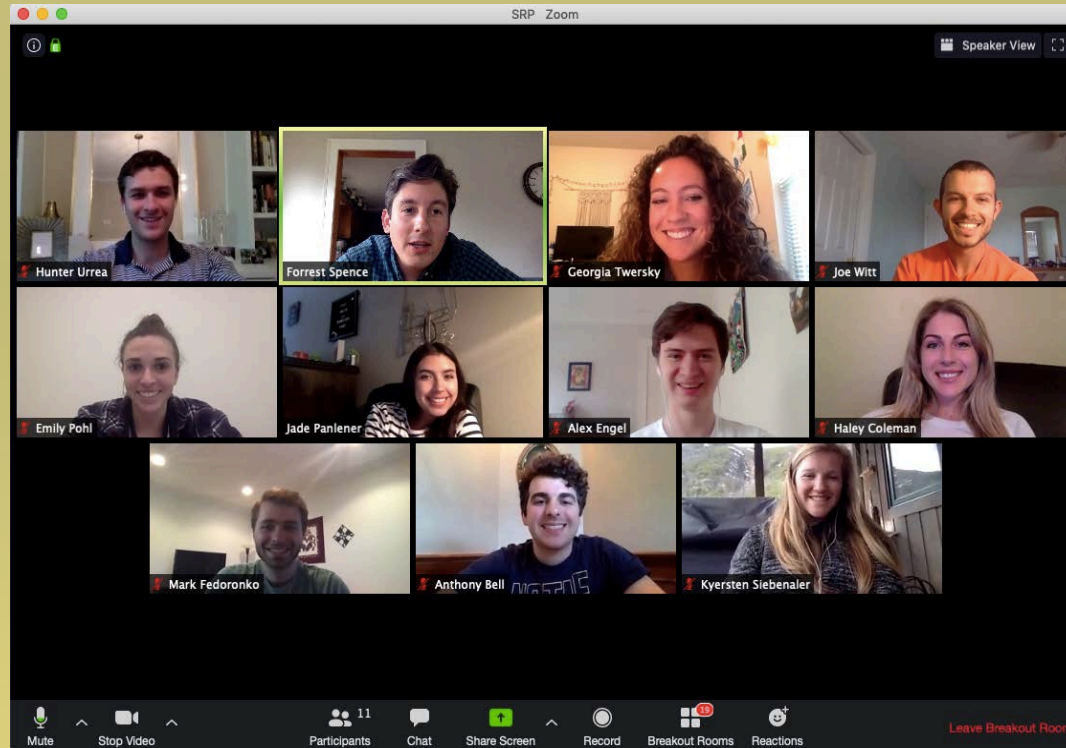 SRP Zoom
Speaker View
Hunter Urrea
Forrest Spence
Georgia Twersky
Joe Witt
Emily Pohl
Jade Panlener
Alex Engel
Haley Coleman
Mark Fedoronko
Anthony Bell
Kyersten Siebenaler
11
19
Mute
Stop Video
Participants
Chat
Share Screen
Record
Breakout Rooms
Reactions
Leave Breakout Room